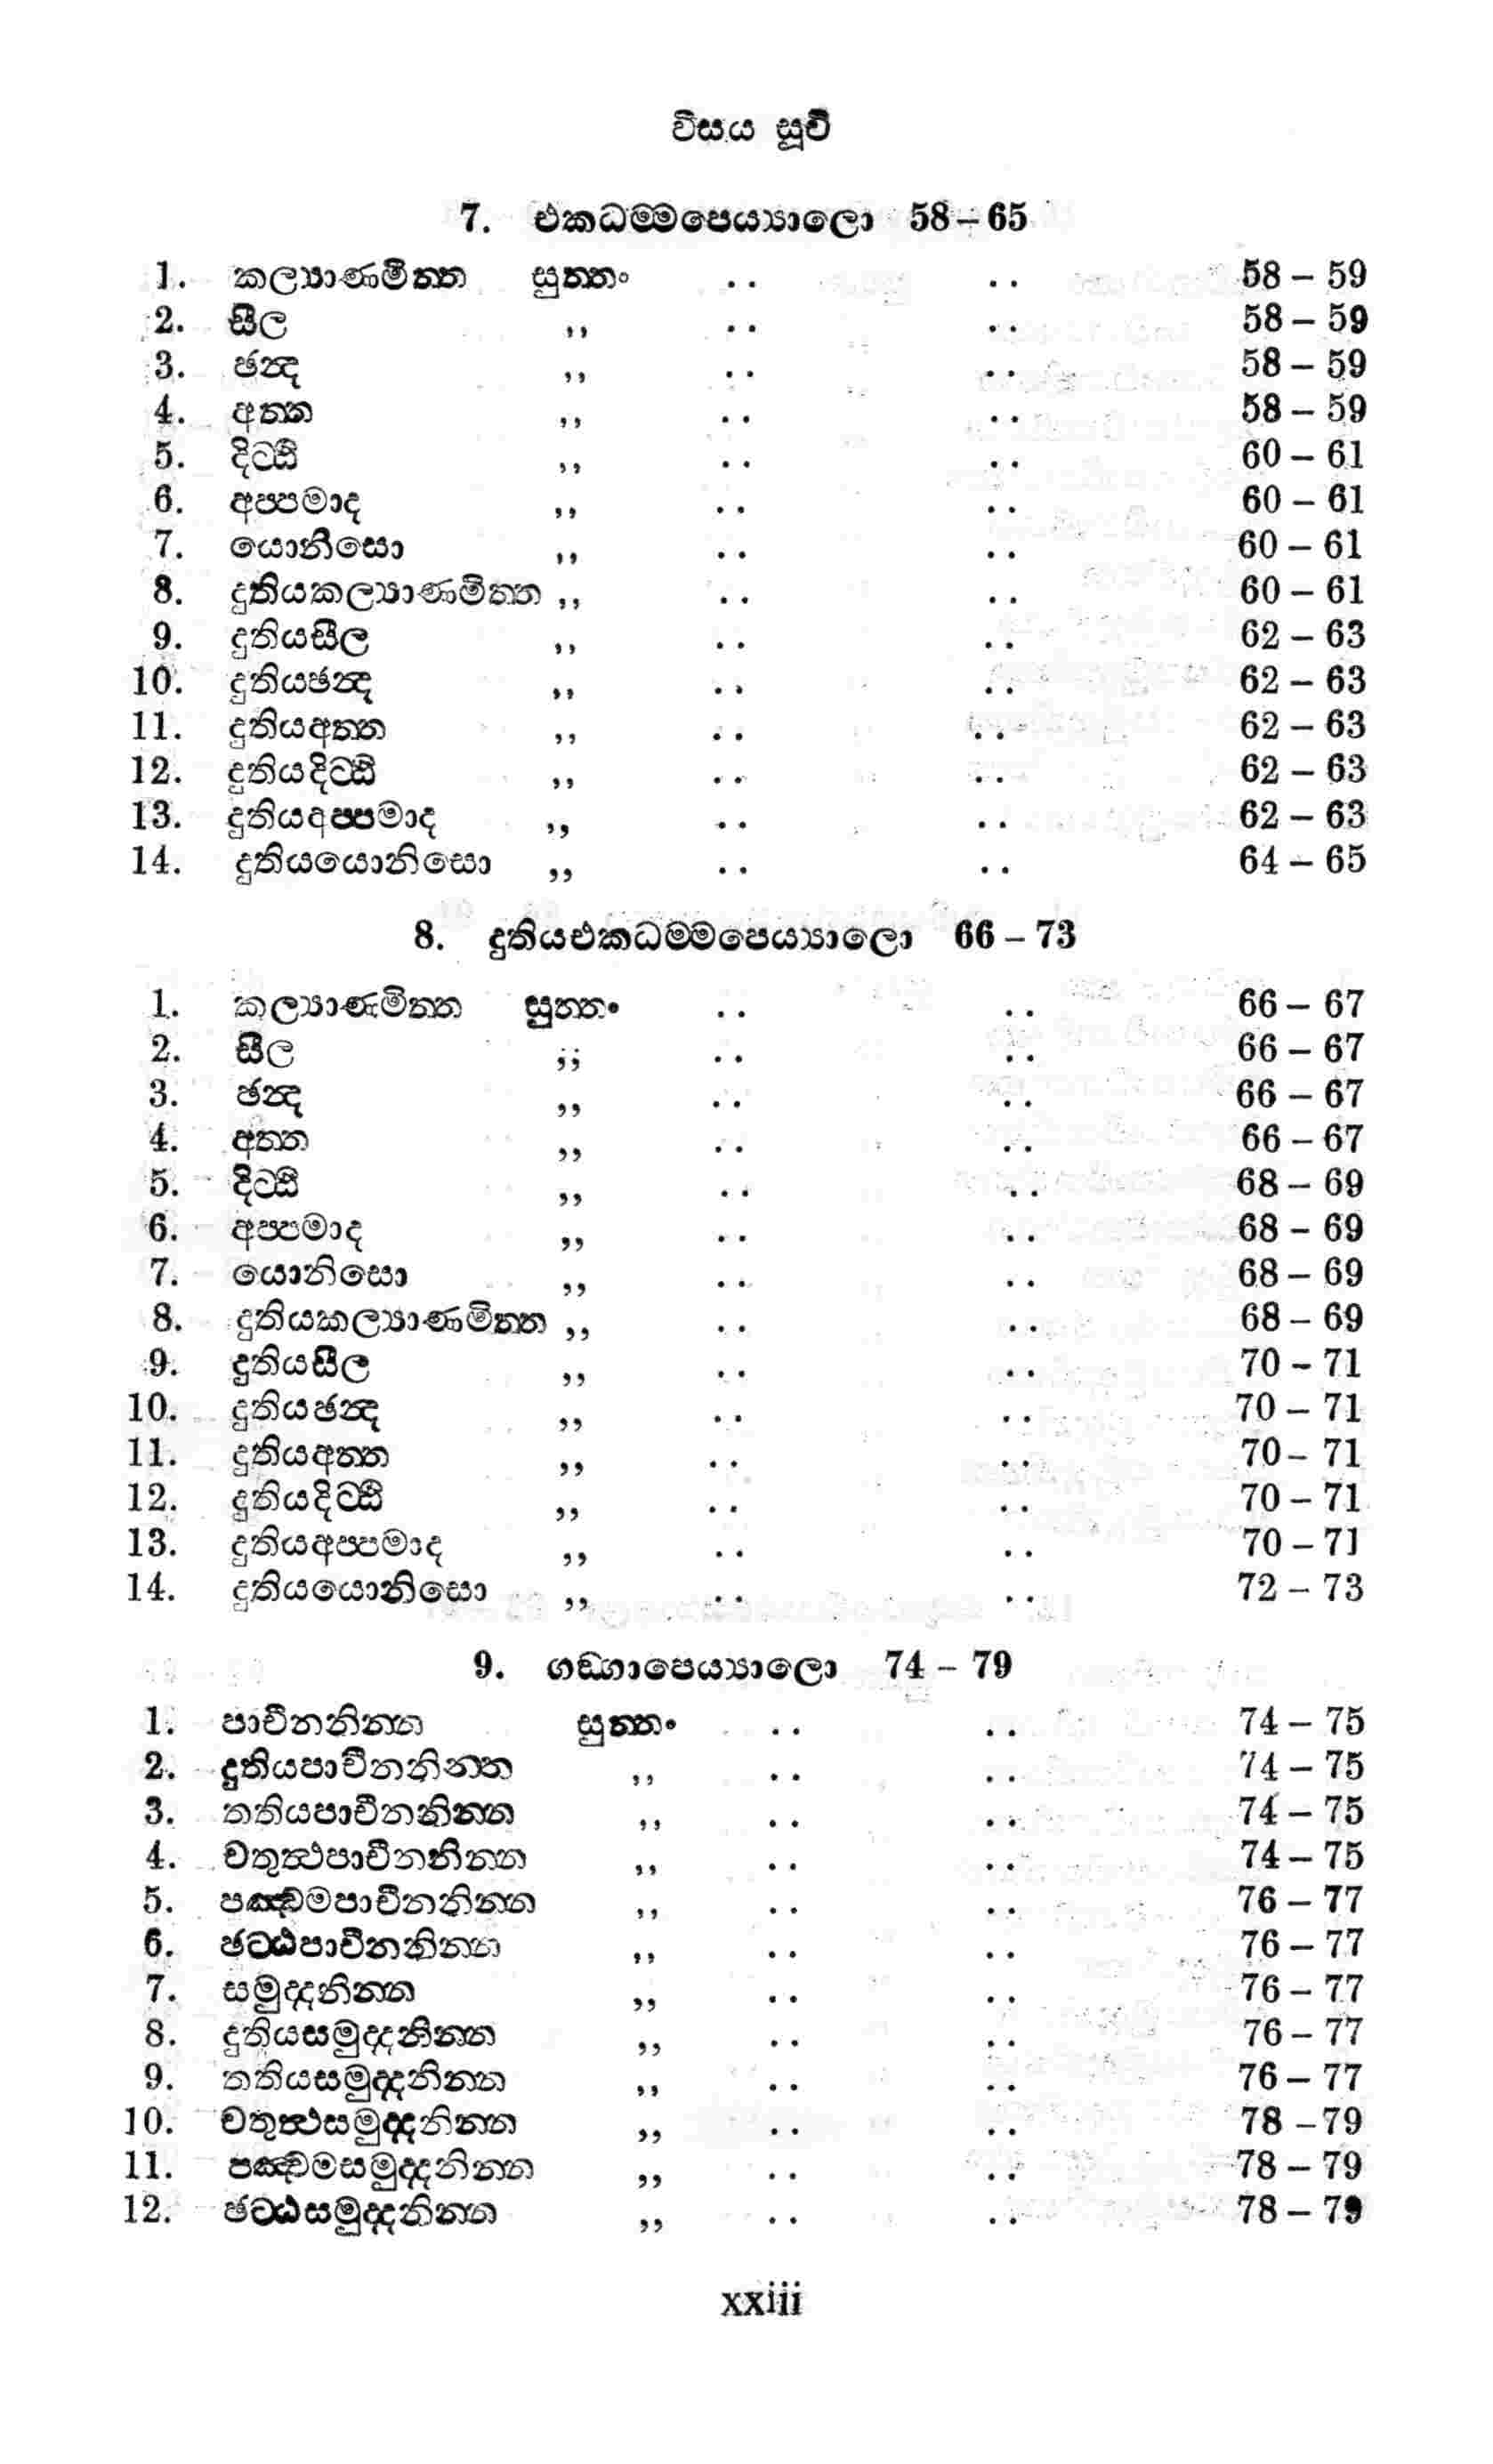 විසය සූචි
7. එකධම්මපෙය්‍යාලො 58 – 65
1. කල්‍යාණමිත්ත සුත්තං .. .. 58 – 59
2. සීල ,, .. .. 58 – 59
3. ඡන්ද ,, .. .. 58 – 59
4. අත්ත ,, .. .. 58 – 59
5. දිට්ඨි ,, .. .. 60 – 61
6. අප්පමාද ,, .. .. 60 – 61
7. යොනිසො ,, .. .. 60 – 61
8. දුතියකල්‍යාණමිත්ත ,, .. .. 60 – 61
9. දුතියසීල ,, .. .. 62 – 63
10. දුතියඡන්ද ,, .. .. 62 – 63
11. දුතියඅත්ත ,, .. .. 62 – 63
12. දුතියදිට්ඨි ,, .. .. 62 – 63
13. දුතියඅප්පමාද ,, .. .. 62 – 63
14. දුතියයොනිසො ,, .. .. 64 – 65
8. දුතියඑකධම්මපෙය්‍යාලො 66 – 73
1. කල්‍යාණමිත්ත සුත්තං .. .. 66 – 67
2. සීල ,, .. .. 66 – 67
3. ඡන්ද ,, .. .. 66 – 67
4. අත්ත ,, .. .. 66 – 67
5. දිට්ඨි ,, .. .. 68 – 69
6. අප්පමාද ,, .. .. 68 – 69
7. යොනිසො ,, .. .. 68 – 69
8. දුතියකල්‍යාණමිත්ත ,, .. .. 68 – 69
9. දුතියසීල ,, .. .. 70 – 71
10. දුතියඡන්ද ,, .. .. 70 – 71
11. දුතියඅත්ත ,, .. .. 70 – 71
12. දුතියදිට්ඨි ,, .. .. 70 – 71
13. දුතියඅප්පමාද ,, .. .. 70 – 71
14. දුතියයොනිසො ,, .. .. 72 – 73
9. ගඞ්ගාපෙය්‍යාලො 74 – 79
1. පාචීනනින්න සුත්තං .. .. 74 – 75
2. දුතියපාචීනනින්න ,, .. .. 74 – 75
3. තතියපාචීනනින්න ,, .. .. 74 – 75
4. චතුත්ථපාචීනනින්න ,, .. .. 74 – 75
5. පඤ්චමපාචීනනින්න ,, .. .. 76 – 77
6. ඡට්ඨපාචීනනින්න ,, .. .. 76 – 77
7. සමුද්දනින්න ,, .. .. 76 – 77
8. දුතියසමුද්දනින්න ,, .. .. 76 – 77
9. තතියසමුද්දනින්න ,, .. .. 76 – 77
10. චතුත්ථසමුද්දනින්න ,, .. .. 78 – 79
11. පඤ්චමසමුද්දනින්න ,, .. .. 78 – 79
12. ඡට්ඨසමුද්දනින්න ,, .. .. 78 – 79
xxiii